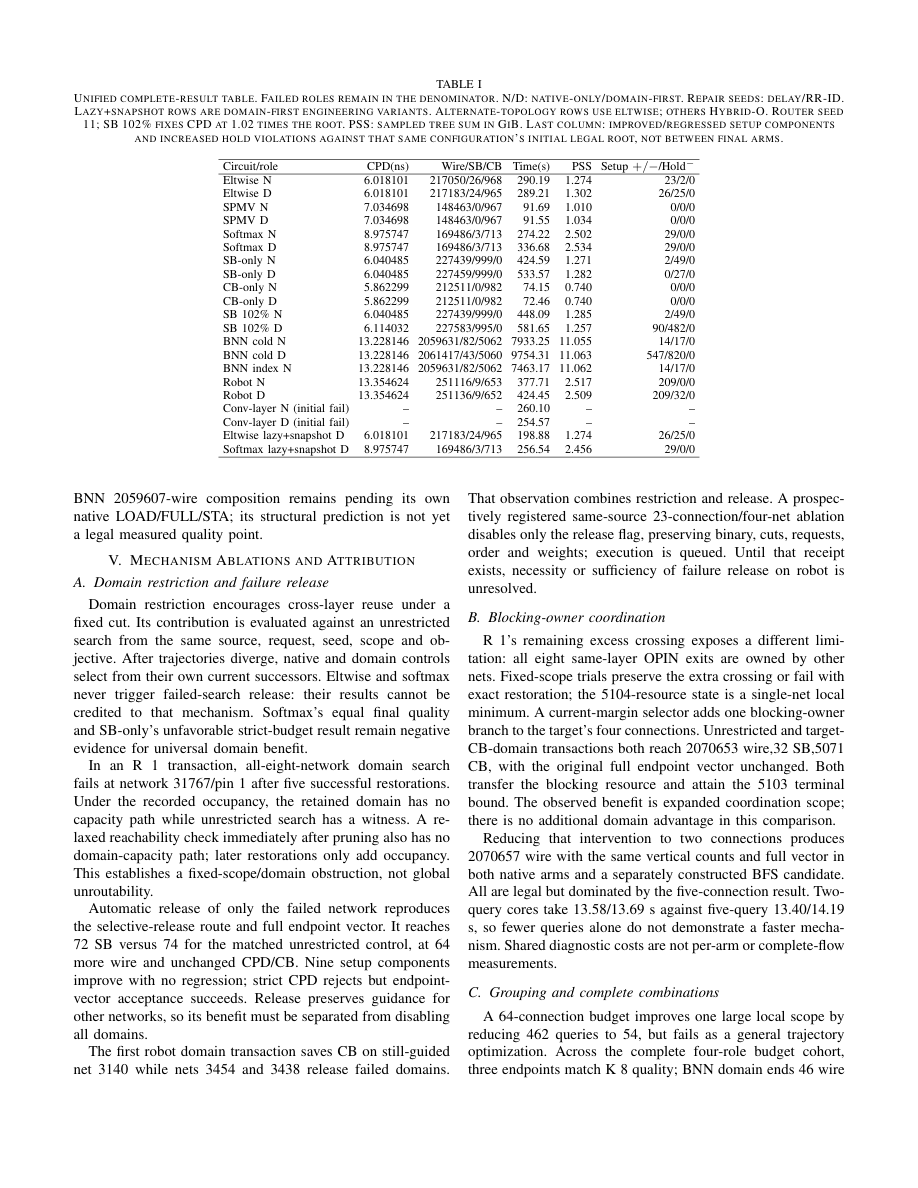 TABLE I
UNIFIED COMPLETE-RESULT TABLE. FAILED ROLES REMAIN IN THE DENOMINATOR. N/D: NATIVE-ONLY/DOMAIN-FIRST. REPAIR SEEDS: DELAY/RR-ID.
LAZY+SNAPSHOT ROWS ARE DOMAIN-FIRST ENGINEERING VARIANTS. ALTERNATE-TOPOLOGY ROWS USE ELTWISE; OTHERS HYBRID-O. ROUTER SEED
11; SB 102% FIXES CPD AT 1.02 TIMES THE ROOT. PSS: SAMPLED TREE SUM IN GIB. LAST COLUMN: IMPROVED/REGRESSED SETUP COMPONENTS
AND INCREASED HOLD VIOLATIONS AGAINST THAT SAME CONFIGURATION'S INITIAL LEGAL ROOT, NOT BETWEEN FINAL ARMS.
Circuit/role CPD(ns) Wire/SB/CB Time(s) PSS Setup +/−/Hold⁻
Eltwise N 6.018101 217050/26/968 290.19 1.274 23/2/0
Eltwise D 6.018101 217183/24/965 289.21 1.302 26/25/0
SPMV N 7.034698 148463/0/967 91.69 1.010 0/0/0
SPMV D 7.034698 148463/0/967 91.55 1.034 0/0/0
Softmax N 8.975747 169486/3/713 274.22 2.502 29/0/0
Softmax D 8.975747 169486/3/713 336.68 2.534 29/0/0
SB-only N 6.040485 227439/999/0 424.59 1.271 2/49/0
SB-only D 6.040485 227459/999/0 533.57 1.282 0/27/0
CB-only N 5.862299 212511/0/982 74.15 0.740 0/0/0
CB-only D 5.862299 212511/0/982 72.46 0.740 0/0/0
SB 102% N 6.040485 227439/999/0 448.09 1.285 2/49/0
SB 102% D 6.114032 227583/995/0 581.65 1.257 90/482/0
BNN cold N 13.228146 2059631/82/5062 7933.25 11.055 14/17/0
BNN cold D 13.228146 2061417/43/5060 9754.31 11.063 547/820/0
BNN index N 13.228146 2059631/82/5062 7463.17 11.062 14/17/0
Robot N 13.354624 251116/9/653 377.71 2.517 209/0/0
Robot D 13.354624 251136/9/652 424.45 2.509 209/32/0
Conv-layer N (initial fail) – – 260.10 – –
Conv-layer D (initial fail) – – 254.57 – –
Eltwise lazy+snapshot D 6.018101 217183/24/965 198.88 1.274 26/25/0
Softmax lazy+snapshot D 8.975747 169486/3/713 256.54 2.456 29/0/0
BNN 2059607-wire composition remains pending its own
native LOAD/FULL/STA; its structural prediction is not yet
a legal measured quality point.
V. MECHANISM ABLATIONS AND ATTRIBUTION
A. Domain restriction and failure release
Domain restriction encourages cross-layer reuse under a
fixed cut. Its contribution is evaluated against an unrestricted
search from the same source, request, seed, scope and ob-
jective. After trajectories diverge, native and domain controls
select from their own current successors. Eltwise and softmax
never trigger failed-search release: their results cannot be
credited to that mechanism. Softmax's equal final quality
and SB-only's unfavorable strict-budget result remain negative
evidence for universal domain benefit.
In an R 1 transaction, all-eight-network domain search
fails at network 31767/pin 1 after five successful restorations.
Under the recorded occupancy, the retained domain has no
capacity path while unrestricted search has a witness. A re-
laxed reachability check immediately after pruning also has no
domain-capacity path; later restorations only add occupancy.
This establishes a fixed-scope/domain obstruction, not global
unroutability.
Automatic release of only the failed network reproduces
the selective-release route and full endpoint vector. It reaches
72 SB versus 74 for the matched unrestricted control, at 64
more wire and unchanged CPD/CB. Nine setup components
improve with no regression; strict CPD rejects but endpoint-
vector acceptance succeeds. Release preserves guidance for
other networks, so its benefit must be separated from disabling
all domains.
The first robot domain transaction saves CB on still-guided
net 3140 while nets 3454 and 3438 release failed domains.
That observation combines restriction and release. A prospec-
tively registered same-source 23-connection/four-net ablation
disables only the release flag, preserving binary, cuts, requests,
order and weights; execution is queued. Until that receipt
exists, necessity or sufficiency of failure release on robot is
unresolved.
B. Blocking-owner coordination
R 1's remaining excess crossing exposes a different limi-
tation: all eight same-layer OPIN exits are owned by other
nets. Fixed-scope trials preserve the extra crossing or fail with
exact restoration; the 5104-resource state is a single-net local
minimum. A current-margin selector adds one blocking-owner
branch to the target's four connections. Unrestricted and target-
CB-domain transactions both reach 2070653 wire,32 SB,5071
CB, with the original full endpoint vector unchanged. Both
transfer the blocking resource and attain the 5103 terminal
bound. The observed benefit is expanded coordination scope;
there is no additional domain advantage in this comparison.
Reducing that intervention to two connections produces
2070657 wire with the same vertical counts and full vector in
both native arms and a separately constructed BFS candidate.
All are legal but dominated by the five-connection result. Two-
query cores take 13.58/13.69 s against five-query 13.40/14.19
s, so fewer queries alone do not demonstrate a faster mecha-
nism. Shared diagnostic costs are not per-arm or complete-flow
measurements.
C. Grouping and complete combinations
A 64-connection budget improves one large local scope by
reducing 462 queries to 54, but fails as a general trajectory
optimization. Across the complete four-role budget cohort,
three endpoints match K 8 quality; BNN domain ends 46 wire